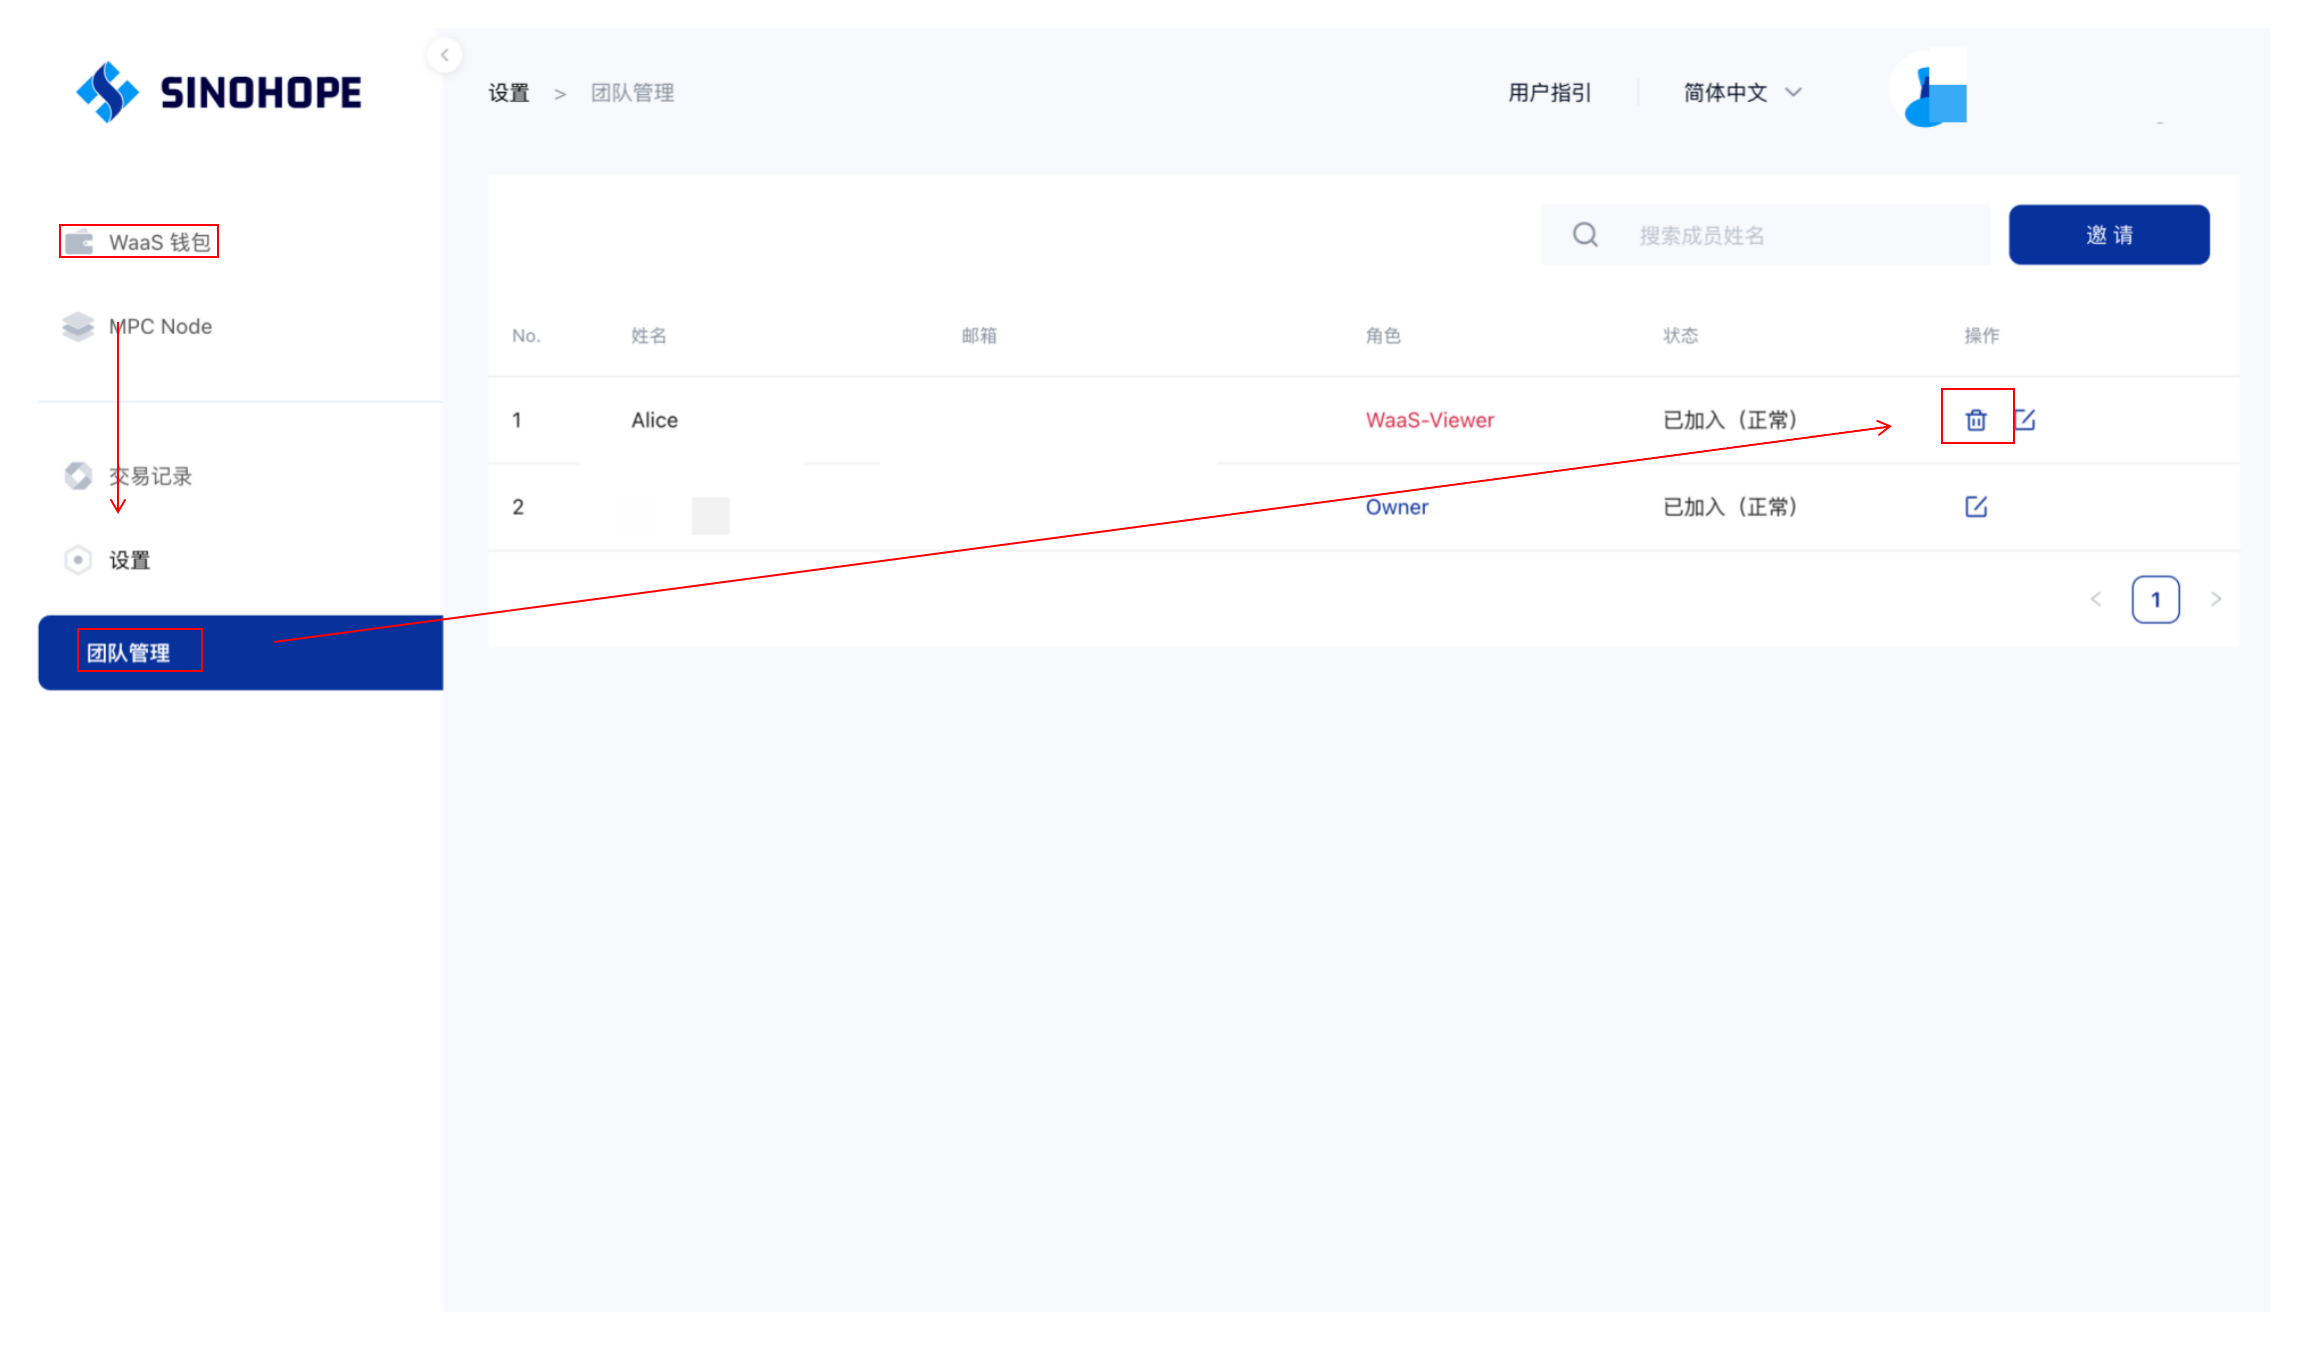 SINOHOPE
设置 > 团队管理
用户指引
简体中文
WaaS 钱包
MPC Node
交易记录
设置
团队管理
搜索成员姓名
邀 请
No. 姓名 邮箱 角色 状态 操作
1 Alice WaaS-Viewer 已加入（正常）
2 Owner 已加入（正常）
< 1 >